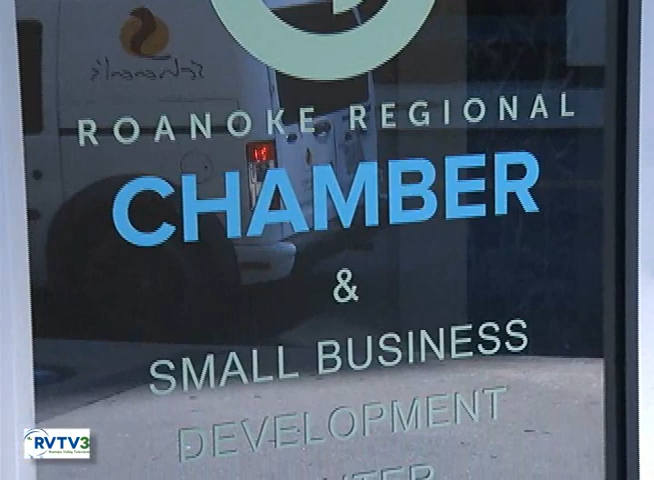 ROANOKE REGIONAL
CHAMBER
&
SMALL BUSINESS
DEVELOPMENT
RVTV3